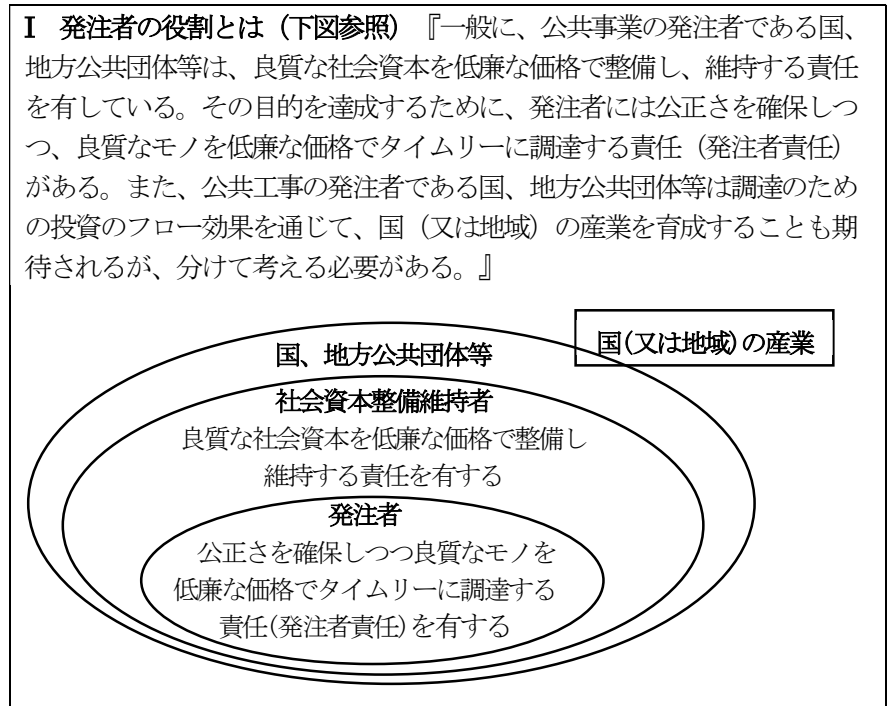 Ⅰ 発注者の役割とは（下図参照）『一般に、公共事業の発注者である国、
地方公共団体等は、良質な社会資本を低廉な価格で整備し、維持する責任
を有している。その目的を達成するために、発注者には公正さを確保しつ
つ、良質なモノを低廉な価格でタイムリーに調達する責任（発注者責任）
がある。また、公共工事の発注者である国、地方公共団体等は調達のため
の投資のフロー効果を通じて、国（又は地域）の産業を育成することも期
待されるが、分けて考える必要がある。』
国(又は地域)の産業
国、地方公共団体等
社会資本整備維持者
良質な社会資本を低廉な価格で整備し
維持する責任を有する
発注者
公正さを確保しつつ良質なモノを
低廉な価格でタイムリーに調達する
責任(発注者責任)を有する